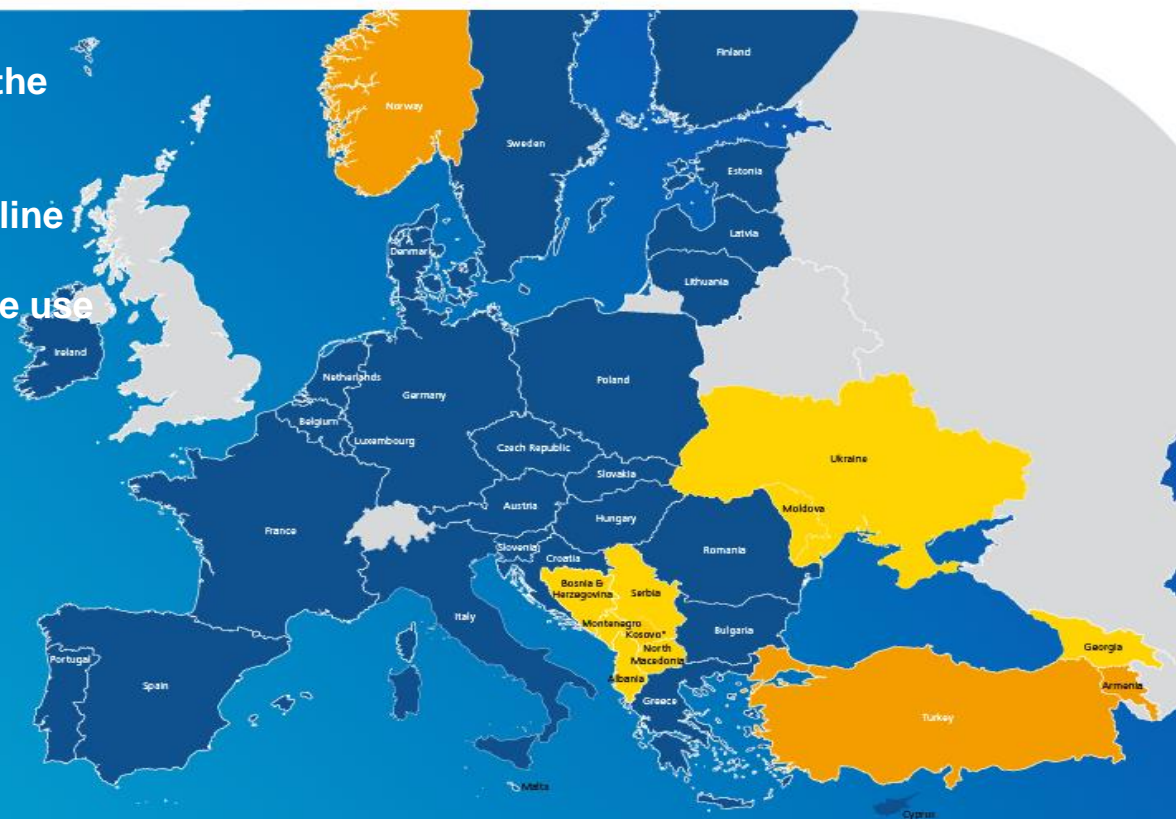 the
line
e use
Finland
Norway
Sweden
Estonia
Latvia
Denmark
Lithuania
Ireland
Netherlands
Poland
Germany
Belgium
Luxembourg
Czech Republic
Ukraine
Slovakia
Austria
Moldova
Hungary
France
Slovenia
Romania
Croatia
Bosnia &
Herzegovina
Serbia
Italy
Montenegro
Kosovo*
Bulgaria
North
Macedonia
Georgia
Portugal
Spain
Albania
Armenia
Greece
Turkey
Malta
Cyprus